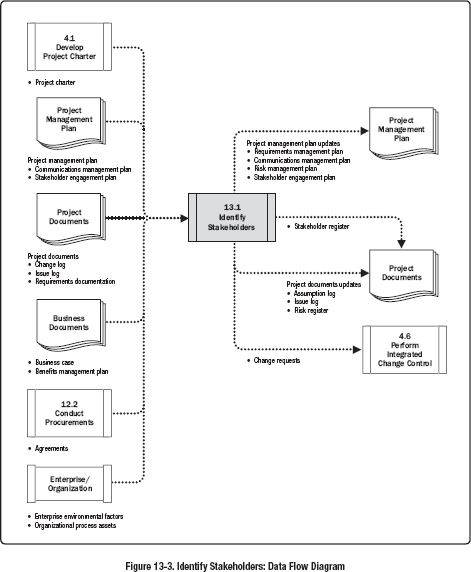 4.1
Develop
Project Charter
• Project charter
Project
Management
Plan
Project management plan
• Communications management plan
• Stakeholder engagement plan
Project
Documents
Project documents
• Change log
• Issue log
• Requirements documentation
Business
Documents
• Business case
• Benefits management plan
12.2
Conduct
Procurements
• Agreements
Enterprise/
Organization
• Enterprise environmental factors
• Organizational process assets
13.1
Identify
Stakeholders
Project
Management
Plan
Project management plan updates
• Requirements management plan
• Communications management plan
• Risk management plan
• Stakeholder engagement plan
• Stakeholder register
Project
Documents
Project documents updates
• Assumption log
• Issue log
• Risk register
4.6
Perform
Integrated
Change Control
• Change requests
Figure 13-3. Identify Stakeholders: Data Flow Diagram